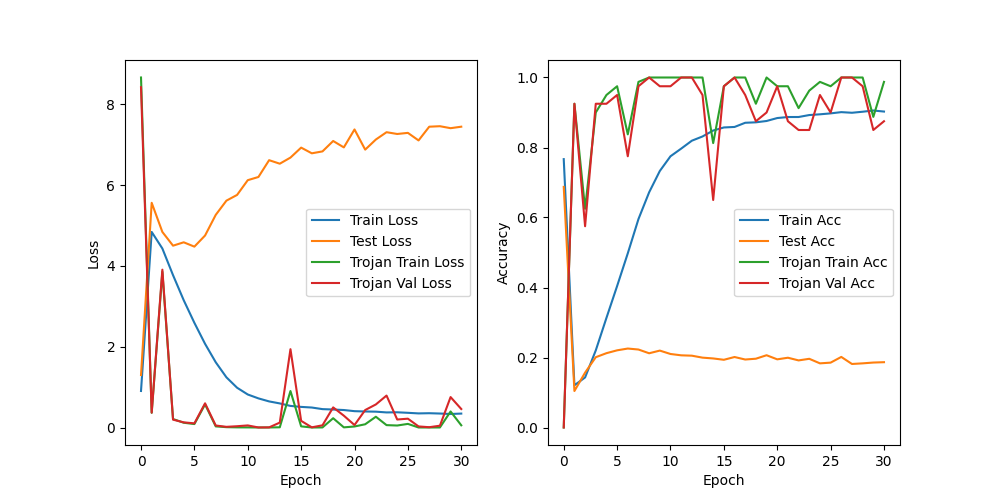 8
6
4
2
0
Loss
0
5
10
15
20
25
30
Epoch
Train Loss
Test Loss
Trojan Train Loss
Trojan Val Loss
1.0
0.8
0.6
0.4
0.2
0.0
Accuracy
0
5
10
15
20
25
30
Epoch
Train Acc
Test Acc
Trojan Train Acc
Trojan Val Acc